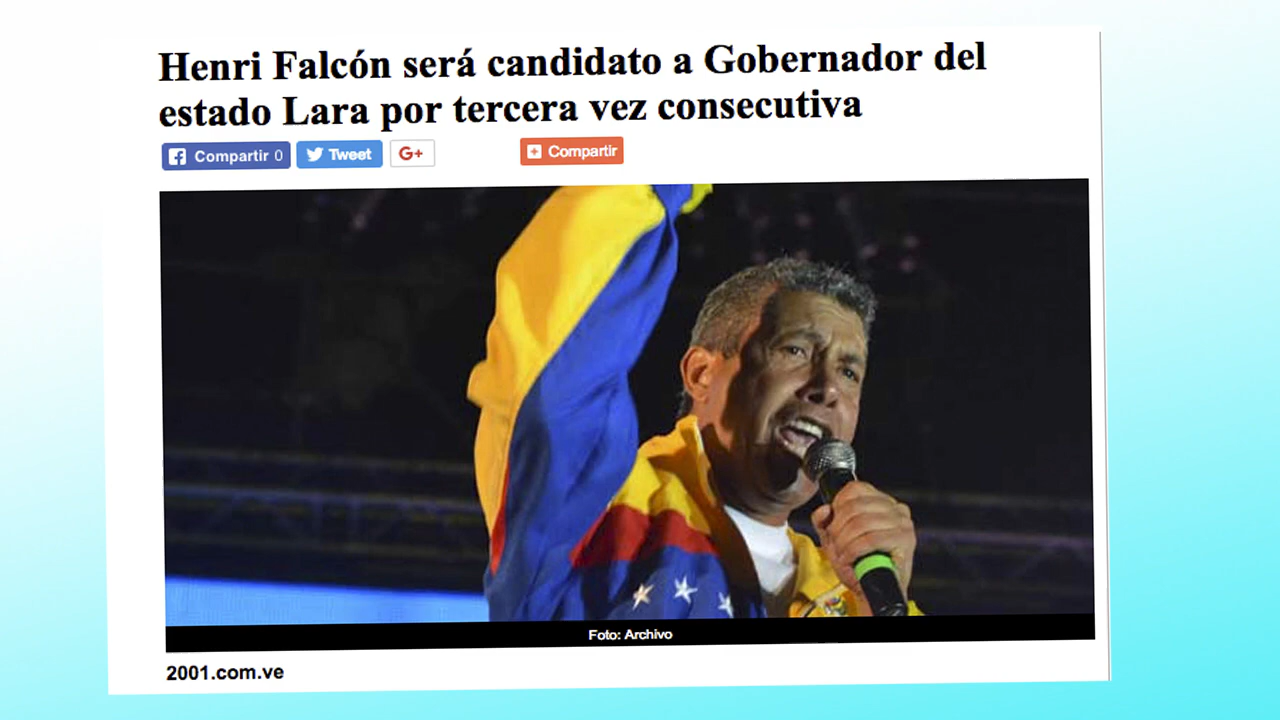 Henri Falcón será candidato a Gobernador del
estado Lara por tercera vez consecutiva
Compartir 0
Tweet
G+
Compartir
Foto: Archivo
2001.com.ve